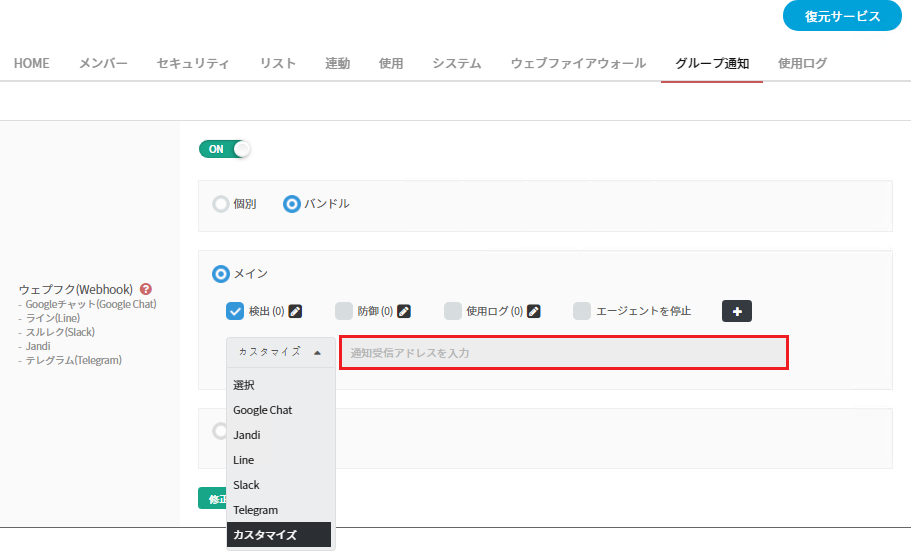 復元サービス
HOME メンバー セキュリティ リスト 連動 使用 システム ウェブファイアウォール グループ通知 使用ログ
ON
個別 バンドル
メイン
ウェプフク(Webhook) ?
- Googleチャット(Google Chat)
- ライン(Line)
- スルレク(Slack)
- Jandi
- テレグラム(Telegram)
検出 (0) 防御 (0) 使用ログ (0) エージェントを停止
カスタマイズ 通知受信アドレスを入力
選択
Google Chat
Jandi
Line
Slack
Telegram
修正
カスタマイズ